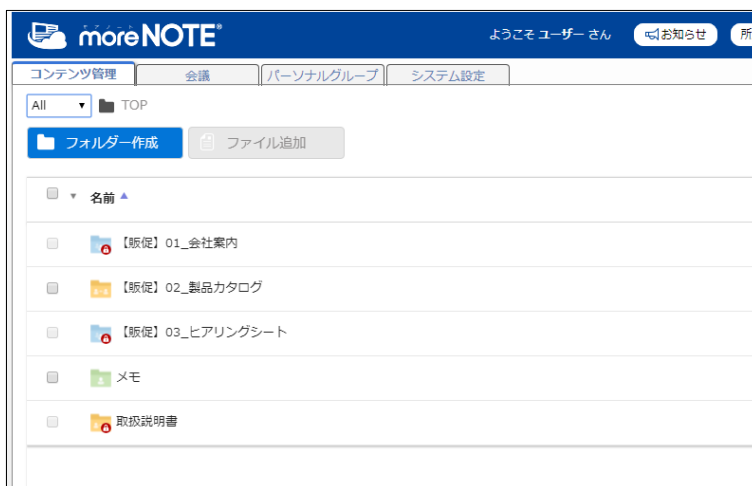 モアノート
moreNOTE®
ようこそ ユーザー さん お知らせ 所
コンテンツ管理 会議 パーソナルグループ システム設定
All TOP
フォルダー作成 ファイル追加
名前
【販促】01_会社案内
【販促】02_製品カタログ
【販促】03_ヒアリングシート
メモ
取扱説明書